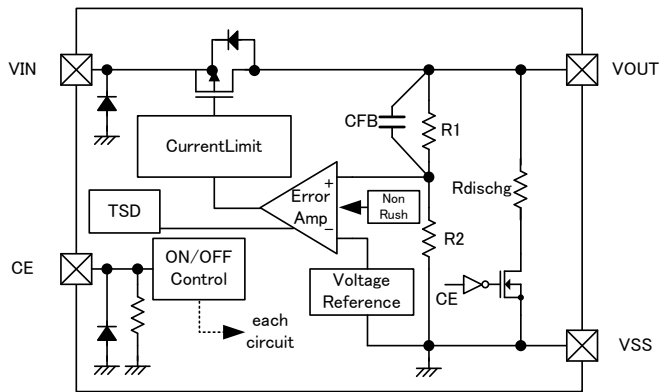 VIN
VOUT
CFB
R1
CurrentLimit
Rdischg
+
Error
Amp
−
Non
Rush
TSD
R2
CE
ON/OFF
Control
Voltage
Reference
CE
each
circuit
VSS